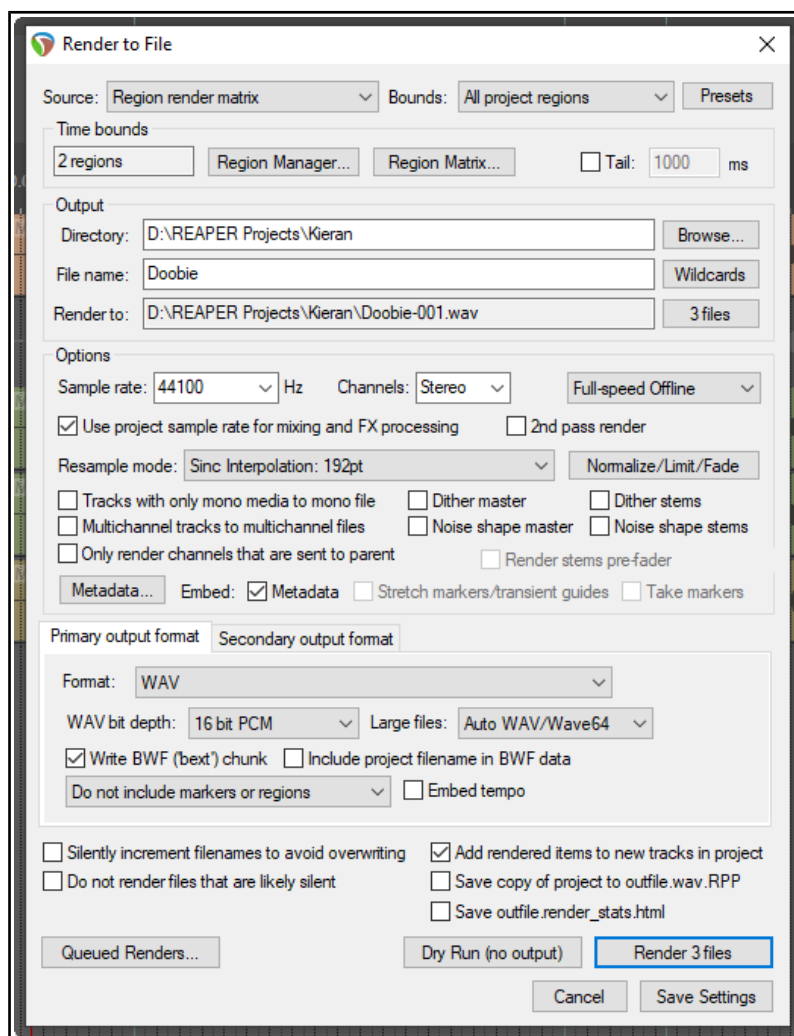 Render to File
Source: Region render matrix Bounds: All project regions Presets
Time bounds
2 regions Region Manager... Region Matrix... Tail: 1000 ms
Output
Directory: D:\REAPER Projects\Kieran Browse...
File name: Doobie Wildcards
Render to: D:\REAPER Projects\Kieran\Doobie-001.wav 3 files
Options
Sample rate: 44100 Hz Channels: Stereo Full-speed Offline
Use project sample rate for mixing and FX processing 2nd pass render
Resample mode: Sinc Interpolation: 192pt Normalize/Limit/Fade
Tracks with only mono media to mono file Dither master Dither stems
Multichannel tracks to multichannel files Noise shape master Noise shape stems
Only render channels that are sent to parent Render stems pre-fader
Metadata... Embed: Metadata Stretch markers/transient guides Take markers
Primary output format Secondary output format
Format: WAV
WAV bit depth: 16 bit PCM Large files: Auto WAV/Wave64
Write BWF ('bext') chunk Include project filename in BWF data
Do not include markers or regions Embed tempo
Silently increment filenames to avoid overwriting Add rendered items to new tracks in project
Do not render files that are likely silent Save copy of project to outfile.wav.RPP
Save outfile.render_stats.html
Queued Renders... Dry Run (no output) Render 3 files
Cancel Save Settings